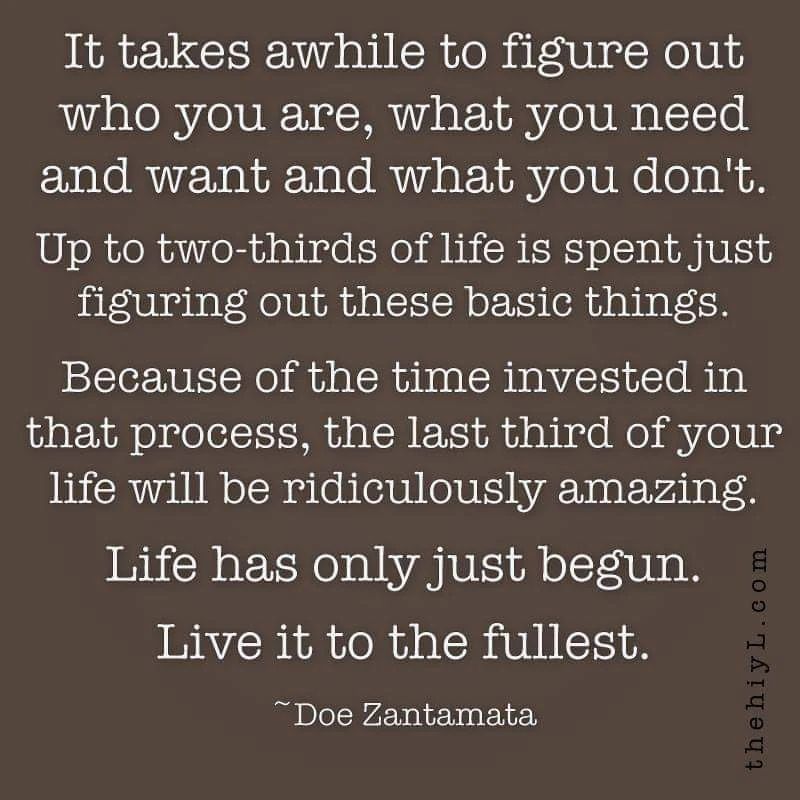 It takes awhile to figure out
who you are, what you need
and want and what you don't.
Up to two-thirds of life is spent just
figuring out these basic things.
Because of the time invested in
that process, the last third of your
life will be ridiculously amazing.
Life has only just begun.
Live it to the fullest.
~Doe Zantamata
thehiyL.com